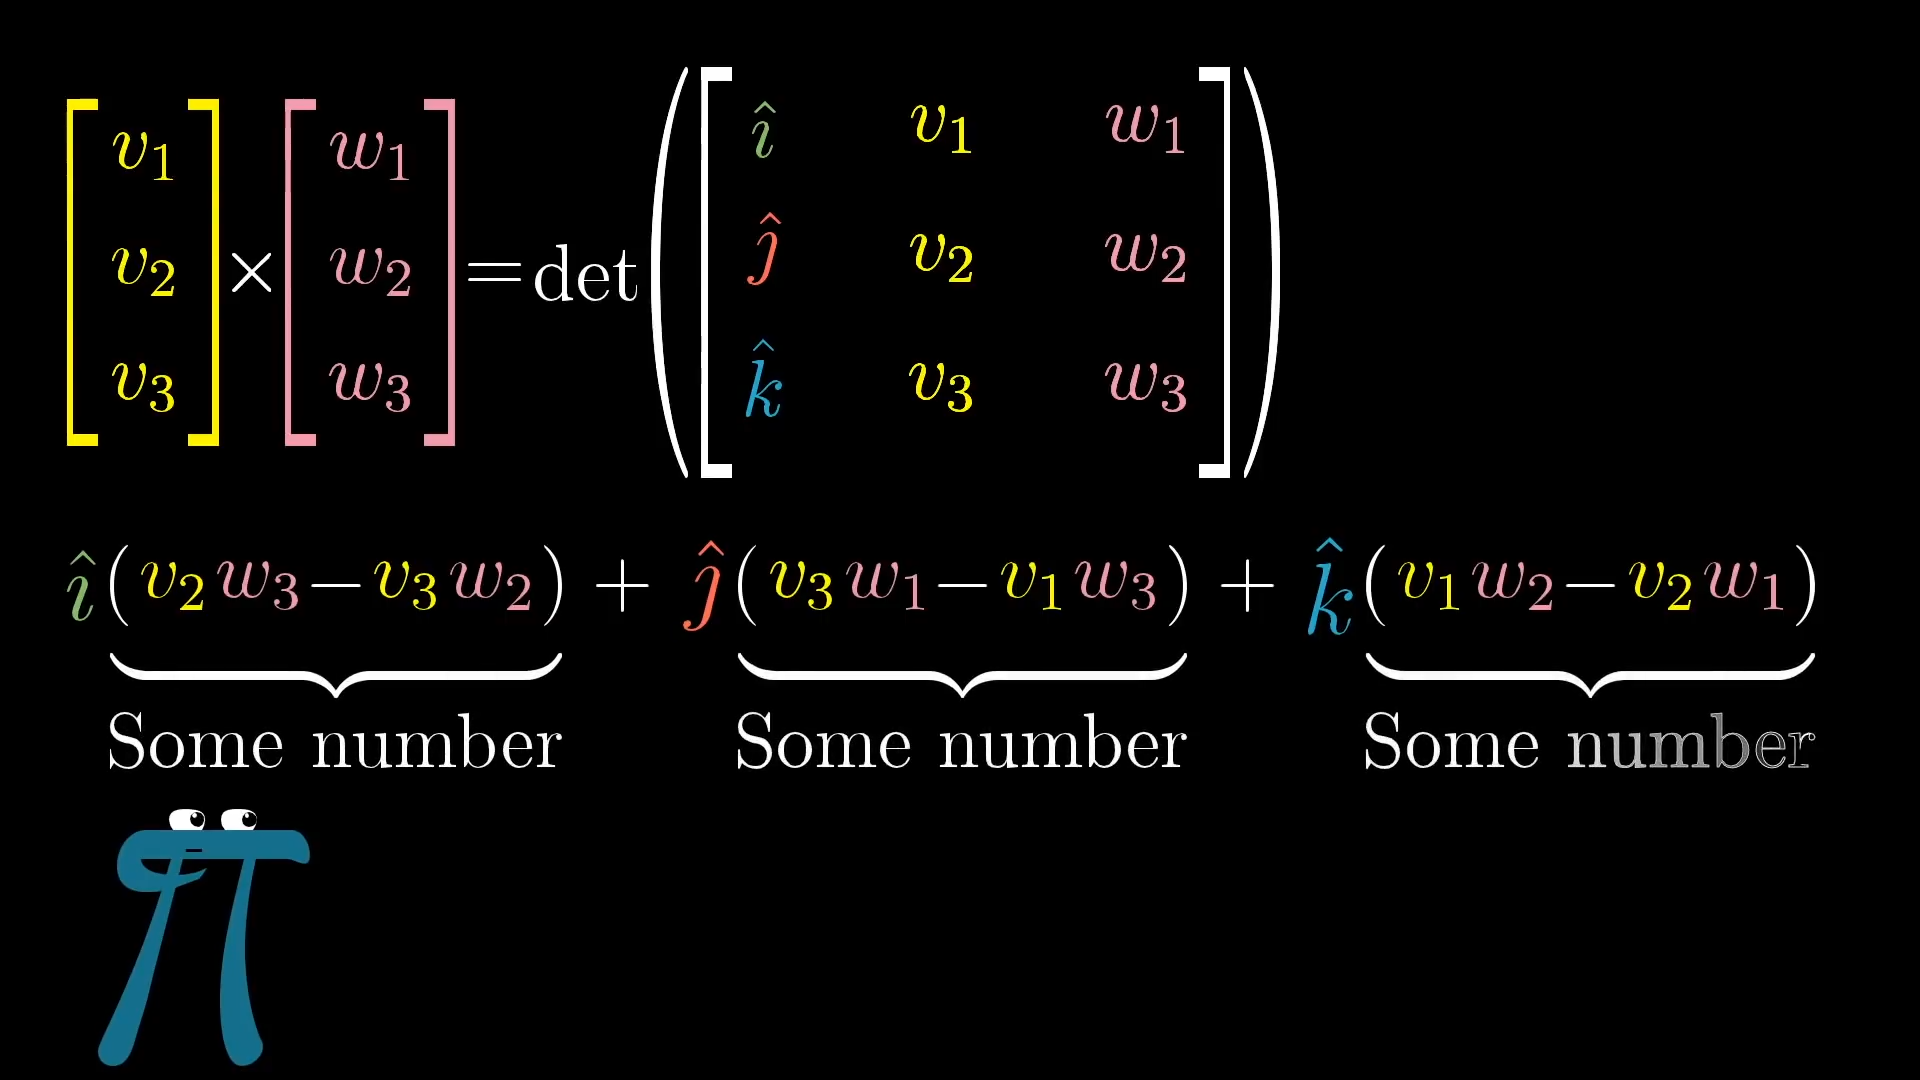 [v₁ v₂ v₃] × [w₁ w₂ w₃] = det([î v₁ w₁
ĵ v₂ w₂
k̂ v₃ w₃])
î(v₂w₃ − v₃w₂) + ĵ(v₃w₁ − v₁w₃) + k̂(v₁w₂ − v₂w₁)
Some number Some number Some number